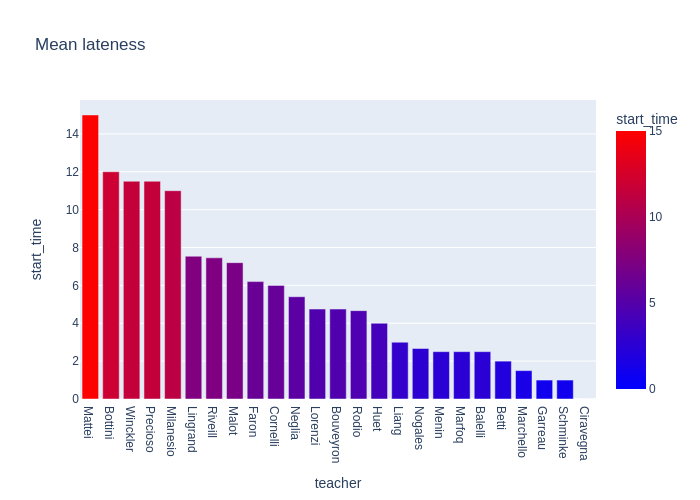 Mean lateness
start_time
15
10
5
0
start_time
14
12
10
8
6
4
2
0
Mattei
Bottini
Winckler
Precioso
Milanesio
Lingrand
Riveill
Malot
Faron
Cornelli
Neglia
Lorenzi
Bouveyron
Rodio
Huet
Liang
Nogales
Menin
Marfoq
Balelli
Betti
Marchello
Garreau
Schminke
Ciravegna
teacher